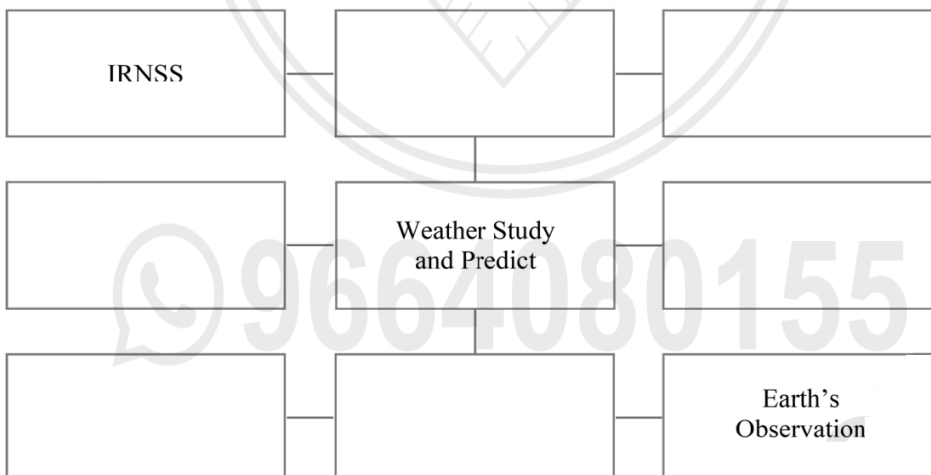 IRNSS
Weather Study
and Predict
9664080155
Earth’s
Observation